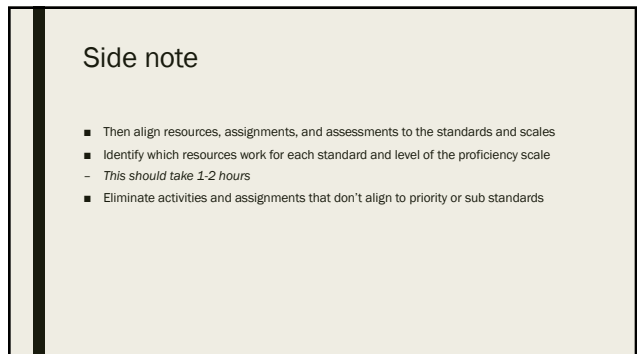 Side note
■ Then align resources, assignments, and assessments to the standards and scales
■ Identify which resources work for each standard and level of the proficiency scale
– This should take 1-2 hours
■ Eliminate activities and assignments that don’t align to priority or sub standards